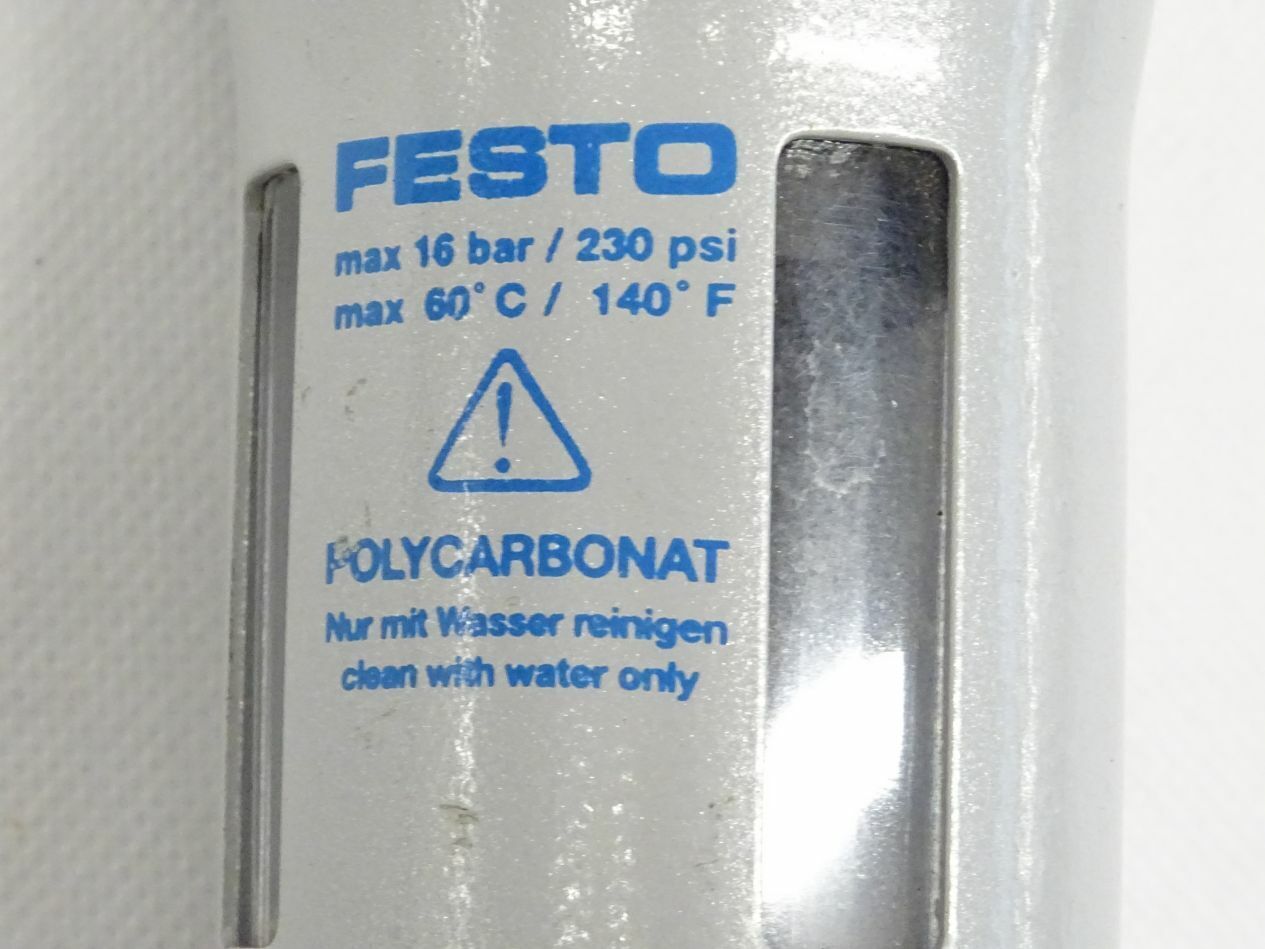 FESTO
max 16 bar / 230 psi
max 60° C / 140° F
!
POLYCARBONAT
Nur mit Wasser reinigen
clean with water only